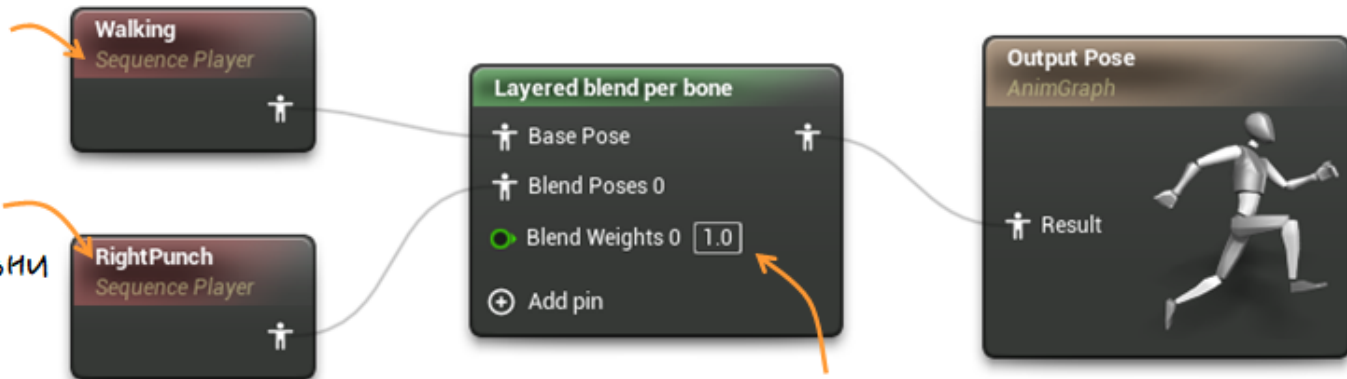 Walking
Sequence Player
RightPunch
Sequence Player
Layered blend per bone
Base Pose
Blend Poses 0
Blend Weights 0 1.0
Add pin
Output Pose
AnimGraph
Result